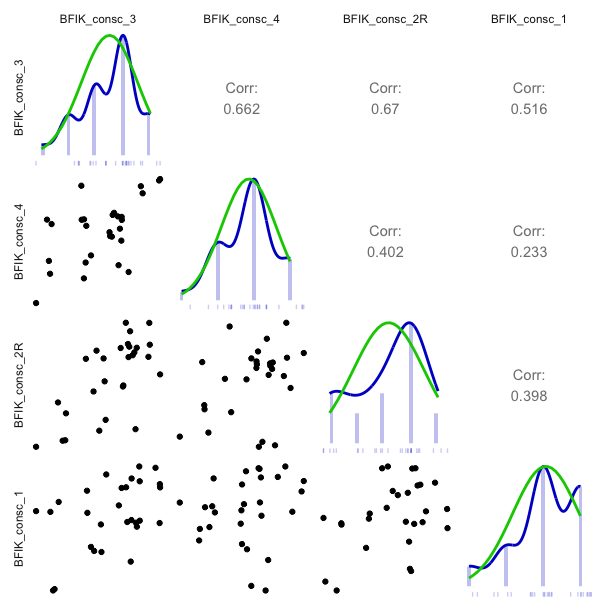 BFIK_consc_3 BFIK_consc_4 BFIK_consc_2R BFIK_consc_1
BFIK_consc_3
Corr: Corr: Corr:
0.662 0.67 0.516
BFIK_consc_4
Corr: Corr:
0.402 0.233
BFIK_consc_2R
Corr:
0.398
BFIK_consc_1